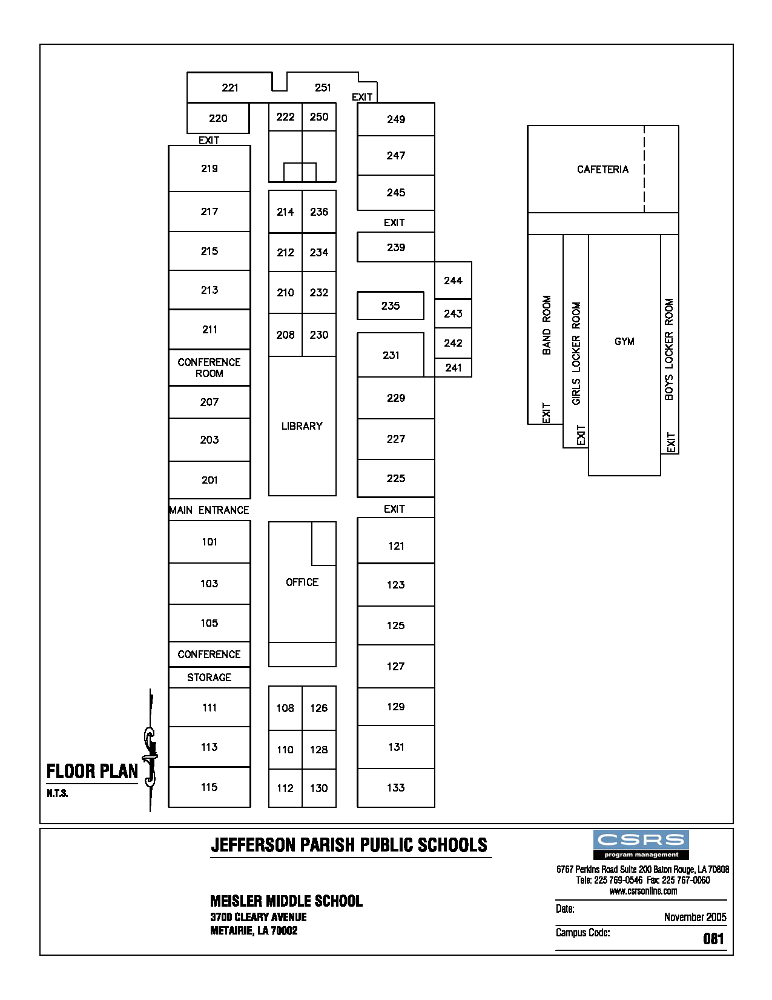 221
251
EXIT
220
222
250
249
EXIT
219
247
CAFETERIA
245
217
214
236
EXIT
215
212
234
239
213
210
232
244
235
243
211
208
230
242
231
241
CONFERENCE
ROOM
207
229
LIBRARY
203
227
201
225
MAIN ENTRANCE
EXIT
BAND ROOM
EXIT
GIRLS LOCKER ROOM
EXIT
GYM
BOYS LOCKER ROOM
EXIT
101
121
103
OFFICE
123
105
125
CONFERENCE
127
STORAGE
111
108
126
129
113
110
128
131
115
112
130
133
FLOOR PLAN
N.T.S.
JEFFERSON PARISH PUBLIC SCHOOLS
MEISLER MIDDLE SCHOOL
3700 CLEARY AVENUE
METAIRIE, LA 70002
CSRS
program management
6767 Perkins Road Suite 200 Baton Rouge, LA 70808
Tele: 225 769-0546 Fax: 225 767-0060
www.csrsonline.com
Date:
November 2005
Campus Code:
081